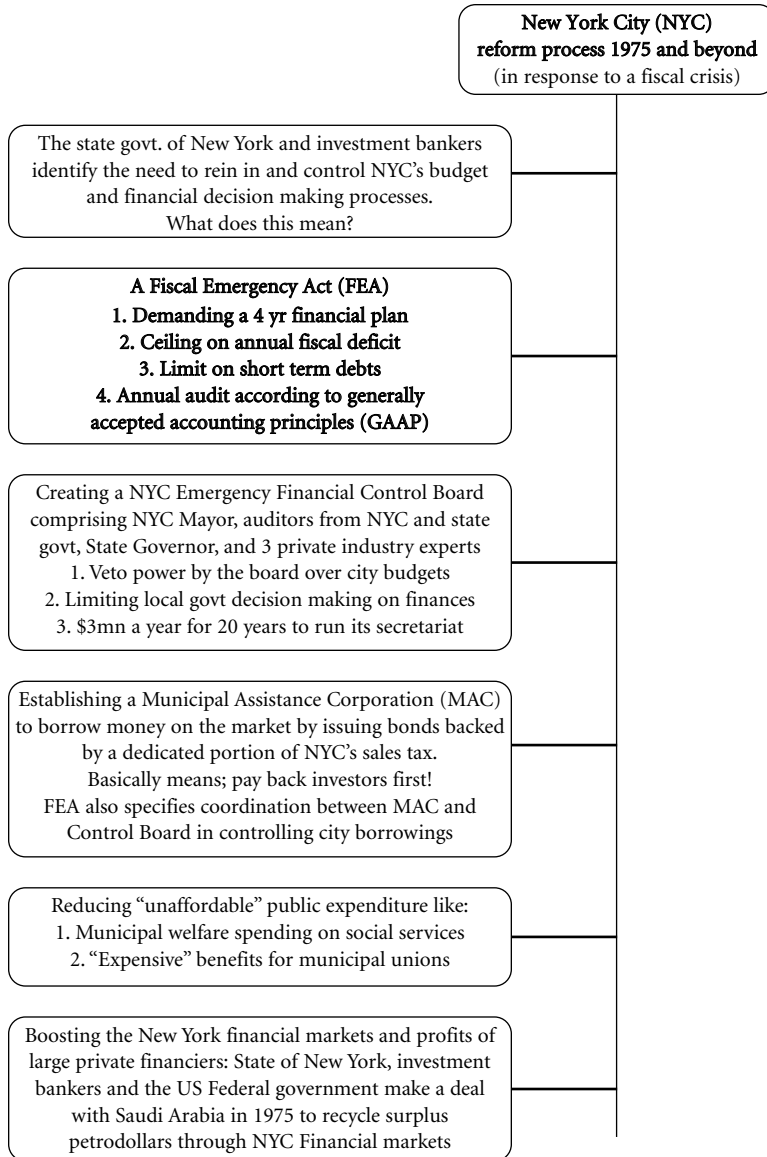 New York City (NYC)
reform process 1975 and beyond
(in response to a fiscal crisis)
The state govt. of New York and investment bankers
identify the need to rein in and control NYC's budget
and financial decision making processes.
What does this mean?
A Fiscal Emergency Act (FEA)
1. Demanding a 4 yr financial plan
2. Ceiling on annual fiscal deficit
3. Limit on short term debts
4. Annual audit according to generally
accepted accounting principles (GAAP)
Creating a NYC Emergency Financial Control Board
comprising NYC Mayor, auditors from NYC and state
govt, State Governor, and 3 private industry experts
1. Veto power by the board over city budgets
2. Limiting local govt decision making on finances
3. $3mn a year for 20 years to run its secretariat
Establishing a Municipal Assistance Corporation (MAC)
to borrow money on the market by issuing bonds backed
by a dedicated portion of NYC's sales tax.
Basically means; pay back investors first!
FEA also specifies coordination between MAC and
Control Board in controlling city borrowings
Reducing “unaffordable” public expenditure like:
1. Municipal welfare spending on social services
2. “Expensive” benefits for municipal unions
Boosting the New York financial markets and profits of
large private financiers: State of New York, investment
bankers and the US Federal government make a deal
with Saudi Arabia in 1975 to recycle surplus
petrodollars through NYC Financial markets